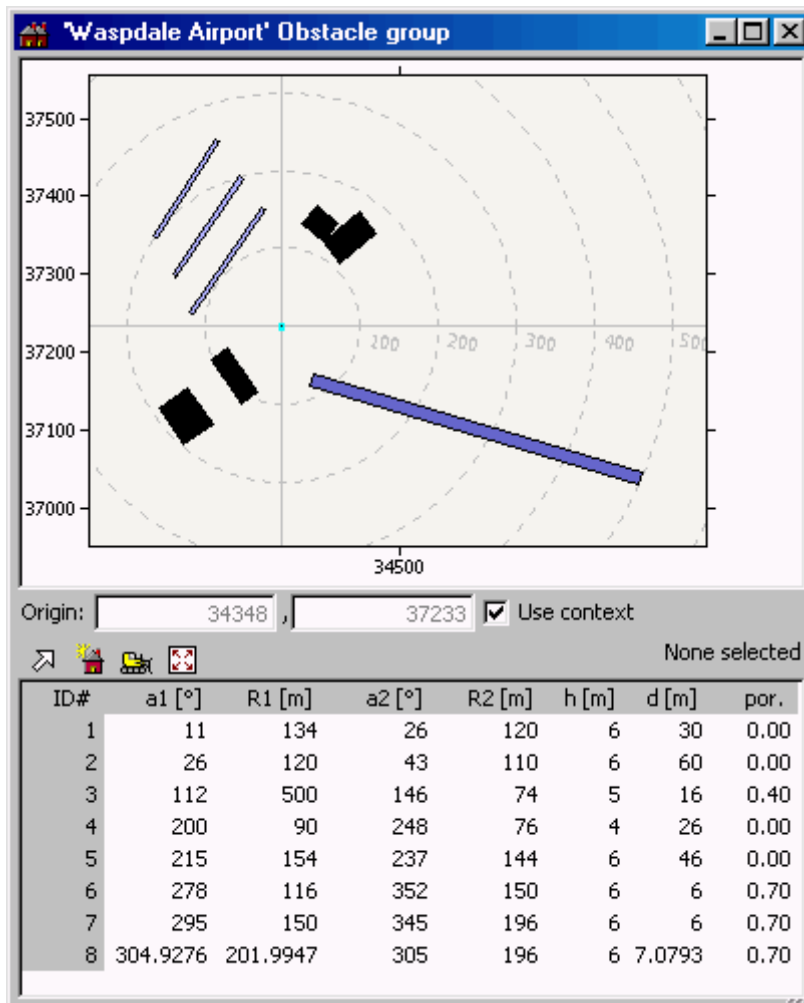 'Waspdale Airport' Obstacle group
37500
37400
37300
37200
37100
37000
100 200 300 400 500
34500
Origin: 34348 , 37233 Use context
None selected
ID# a1 [°] R1 [m] a2 [°] R2 [m] h [m] d [m] por.
1 11 134 26 120 6 30 0.00
2 26 120 43 110 6 60 0.00
3 112 500 146 74 5 16 0.40
4 200 90 248 76 4 26 0.00
5 215 154 237 144 6 46 0.00
6 278 116 352 150 6 6 0.70
7 295 150 345 196 6 6 0.70
8 304.9276 201.9947 305 196 6 7.0793 0.70